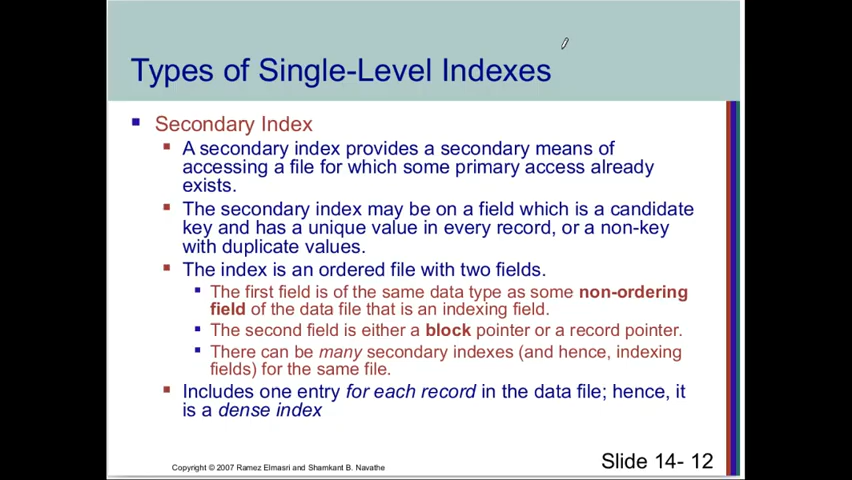 Types of Single-Level Indexes
Secondary Index
A secondary index provides a secondary means of
accessing a file for which some primary access already
exists.
The secondary index may be on a field which is a candidate
key and has a unique value in every record, or a non-key
with duplicate values.
The index is an ordered file with two fields.
The first field is of the same data type as some non-ordering
field of the data file that is an indexing field.
The second field is either a block pointer or a record pointer.
There can be many secondary indexes (and hence, indexing
fields) for the same file.
Includes one entry for each record in the data file; hence, it
is a dense index
Copyright © 2007 Ramez Elmasri and Shamkant B. Navathe
Slide 14- 12